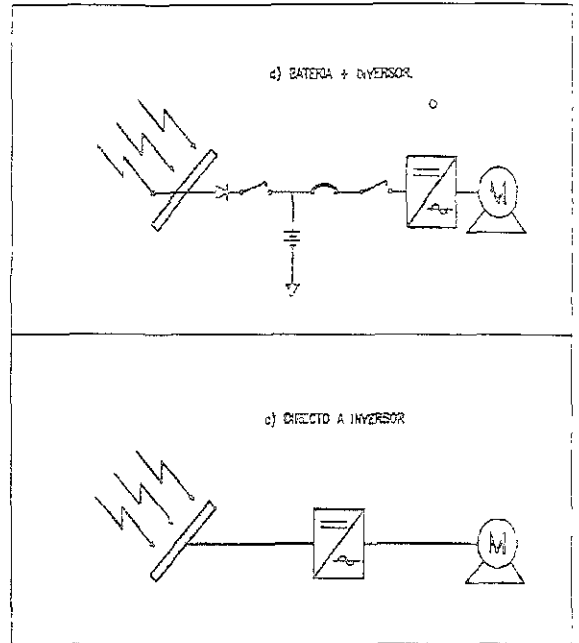 d) BATERIA + INVERSOR.
M
e) DIRECTO A INVERSOR
M